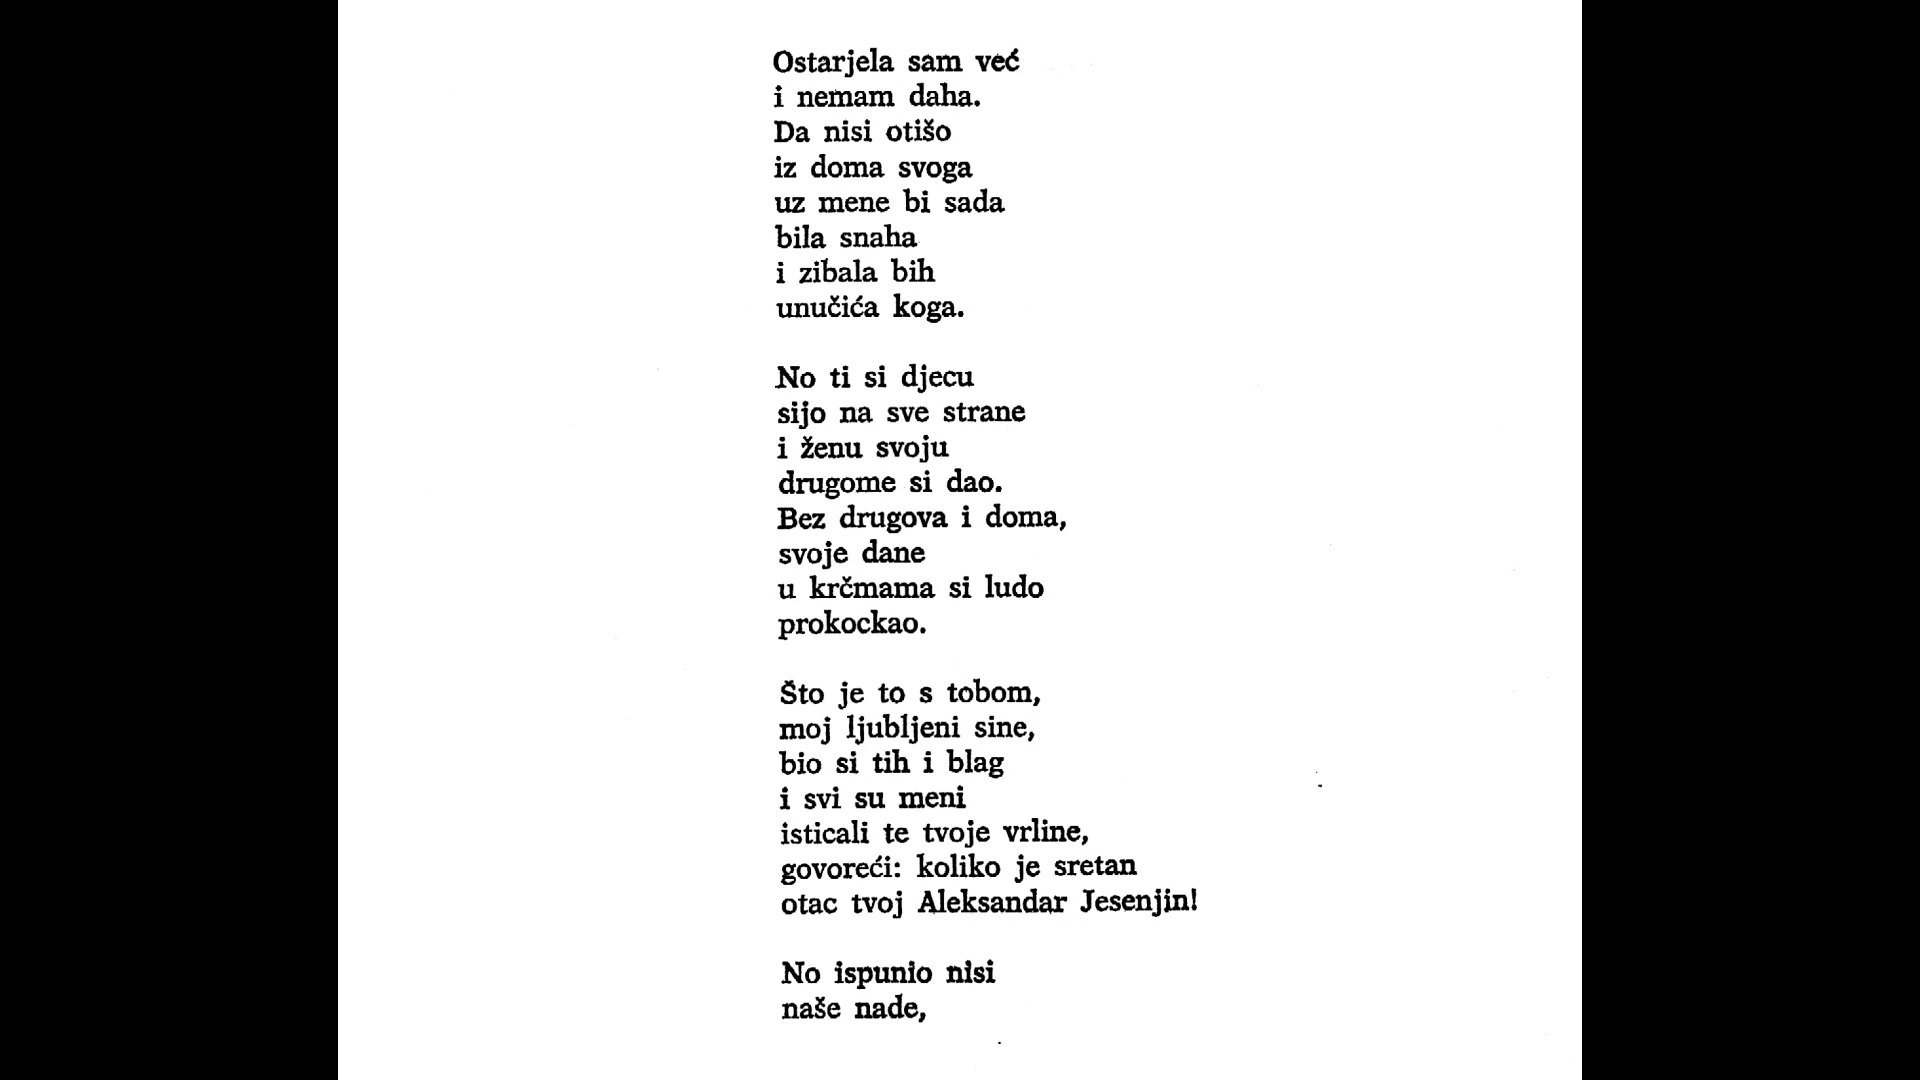 Ostarjela sam već
i nemam daha.
Da nisi otišo
iz doma svoga
uz mene bi sada
bila snaha
i zibala bih
unučića koga.
No ti si djecu
sijo na sve strane
i ženu svoju
drugome si dao.
Bez drugova i doma,
svoje dane
u krčmama si ludo
prokockao.
Što je to s tobom,
moj ljubljeni sine,
bio si tih i blag
i svi su meni
isticali te tvoje vrline,
govoreći: koliko je sretan
otac tvoj Aleksandar Jesenjin!
No ispunio nisi
naše nade,